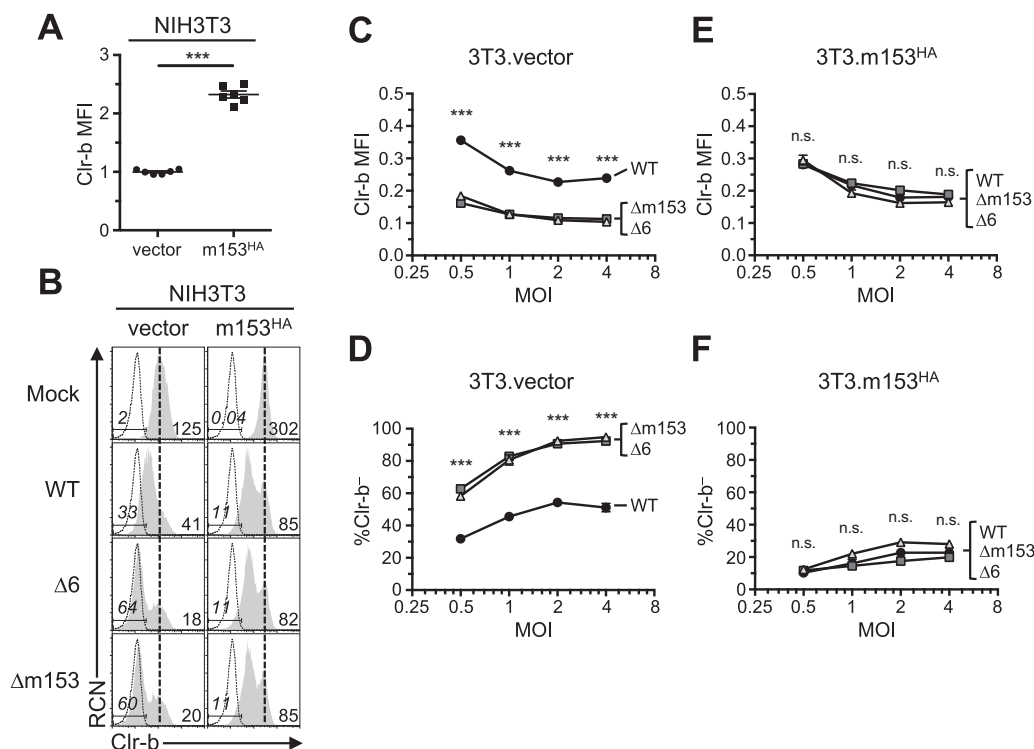 A
NIH3T3
***
3
2
1
0
Clr-b MFI
vector
m153HA
B
NIH3T3
vector
m153HA
Mock
2
125
0.04
302
WT
33
41
11
85
Δ6
64
18
11
82
Δm153
60
20
11
85
RCN
Clr-b
C
3T3.vector
0.5
0.4
0.3
0.2
0.1
0.0
Clr-b MFI
***
***
***
***
WT
Δm153
Δ6
0.25
0.5
1
2
4
8
MOI
D
3T3.vector
100
80
60
40
20
0
%Clr-b–
***
***
***
***
Δm153
Δ6
WT
0.25
0.5
1
2
4
8
MOI
E
3T3.m153HA
0.5
0.4
0.3
0.2
0.1
0.0
Clr-b MFI
n.s.
n.s.
n.s.
n.s.
WT
Δm153
Δ6
0.25
0.5
1
2
4
8
MOI
F
3T3.m153HA
100
80
60
40
20
0
%Clr-b–
n.s.
n.s.
n.s.
n.s.
WT
Δm153
Δ6
0.25
0.5
1
2
4
8
MOI